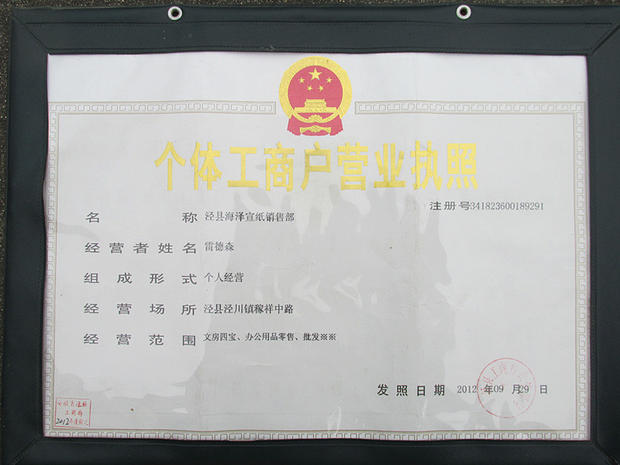 个体工商户营业执照
注册号341823600189291
名称 泾县海泽宣纸销售部
经营者姓名 雷德森
组成形式 个人经营
经营场所 泾县泾川镇稼祥中路
经营范围 文房四宝、办公用品零售、批发※※
发照日期 2012年09月29日